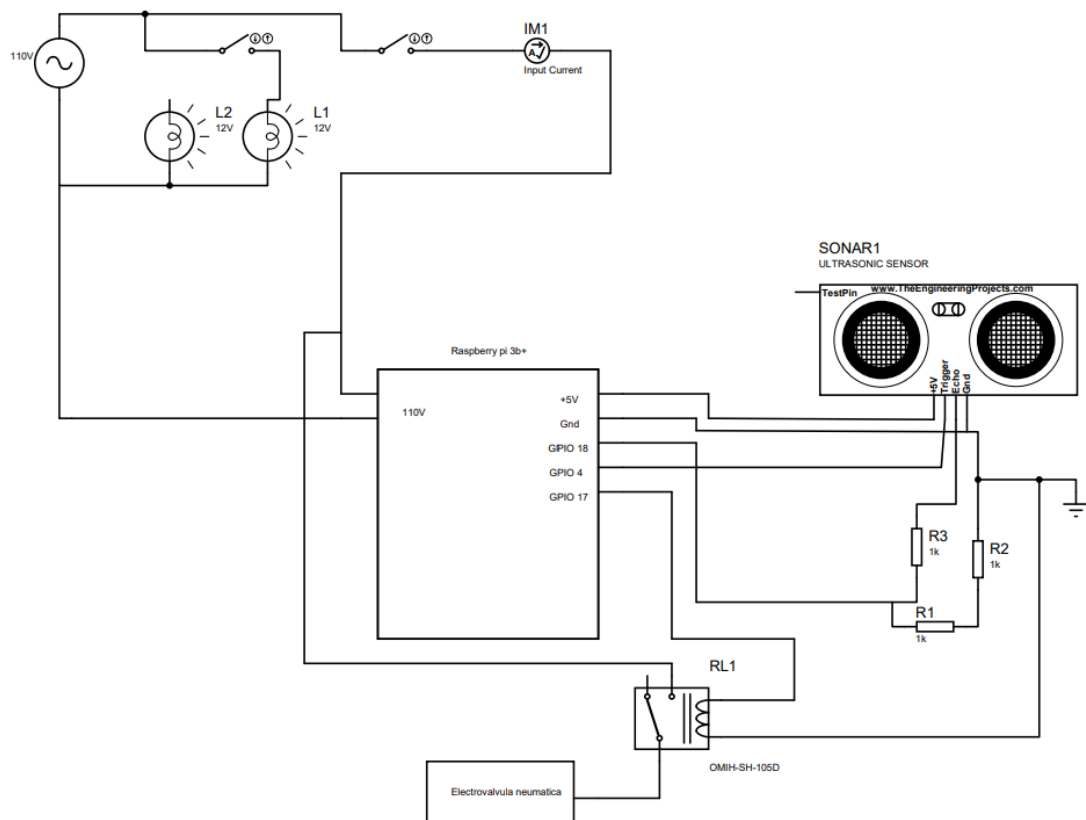 110V
IM1
Input Current
L2
12V
L1
12V
SONAR1
ULTRASONIC SENSOR
www.TheEngineeringProjects.com
TestPin
+5V
Trigger
Echo
Gnd
Raspberry pi 3b+
110V
+5V
Gnd
GPIO 18
GPIO 4
GPIO 17
R3
1k
R2
1k
R1
1k
RL1
OMIH-SH-105D
Electrovalvula neumatica